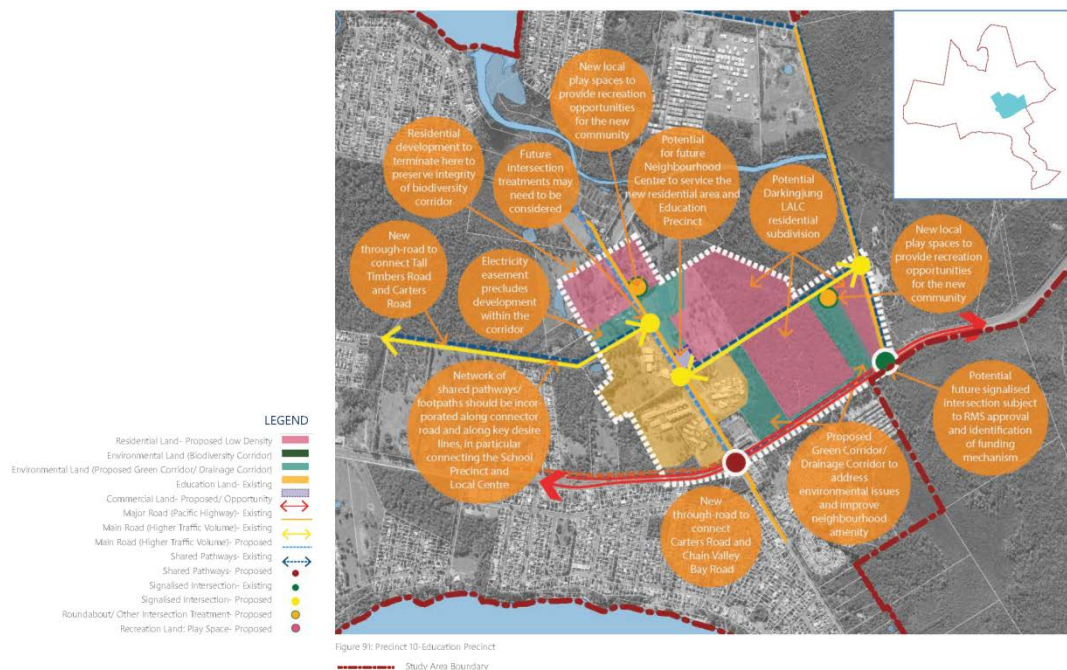 New local
play spaces to
provide recreation
opportunities
for the new
community
Residential
development to
terminate here to
preserve integrity
of biodiversity
corridor
Future
intersection
treatments may
need to be
considered
Potential
for future
Neighbourhood
Centre to service the
new residential area and
Education
Precinct
Potential
Darkingjung
LALC
residential
subdivision
New
through-road to
connect Tall
Timbers Road
and Carters
Road
Electricity
easement
precludes
development
within the
corridor
New local
play spaces to
provide recreation
opportunities
for the new
community
Network of
shared pathways/
footpaths should be incor
porated along connector
road and along key desire
lines, in particular
connecting the School
Precinct and
Local Centre
New
through-road to
connect
Carters Road and
Chain Valley
Bay Road
Proposed
Green Corridor/
Drainage Corridor to
address
environmental issues
and improve
neighbourhood
amenity
Potential
future signalised
intersection subject
to RMS approval
and identification
of funding
mechanism
LEGEND
Residential Land- Proposed Low Density
Environmental Land (Biodiversity Corridor)
Environmental Land (Proposed Green Corridor/ Drainage Corridor)
Education Land- Existing
Commercial Land- Proposed/ Opportunity
Major Road (Pacific Highway)- Existing
Main Road (Higher Traffic Volume)- Existing
Main Road (Higher Traffic Volume)- Proposed
Shared Pathways- Existing
Shared Pathways- Proposed
Signalised Intersection- Existing
Signalised Intersection- Proposed
Roundabout/ Other Intersection Treatment- Proposed
Recreation Land: Play Space- Proposed
Figure 91: Precinct 10-Education Precinct
Study Area Boundary